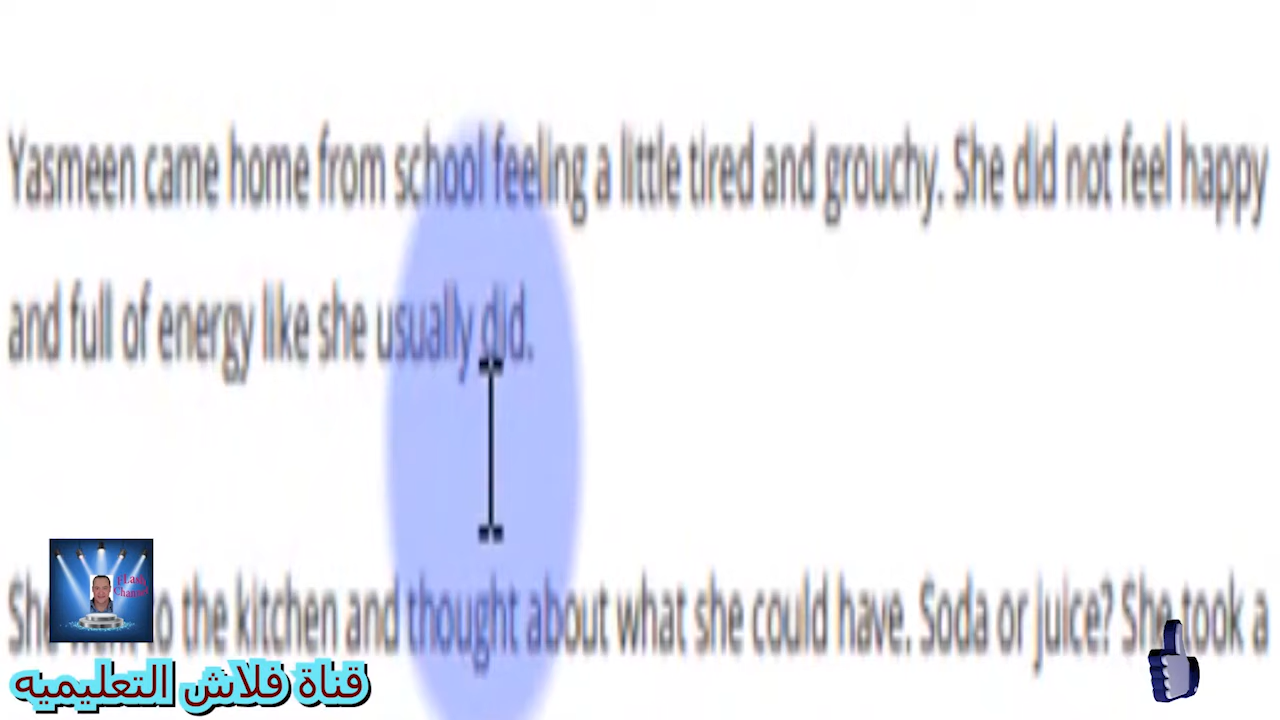 Yasmeen came home from school feeling a little tired and grouchy. She did not feel happy
and full of energy like she usually did.
She to the kitchen and thought about what she could have. Soda or juice? She took a
FLash
Channel
قناة فلاش التعليميه